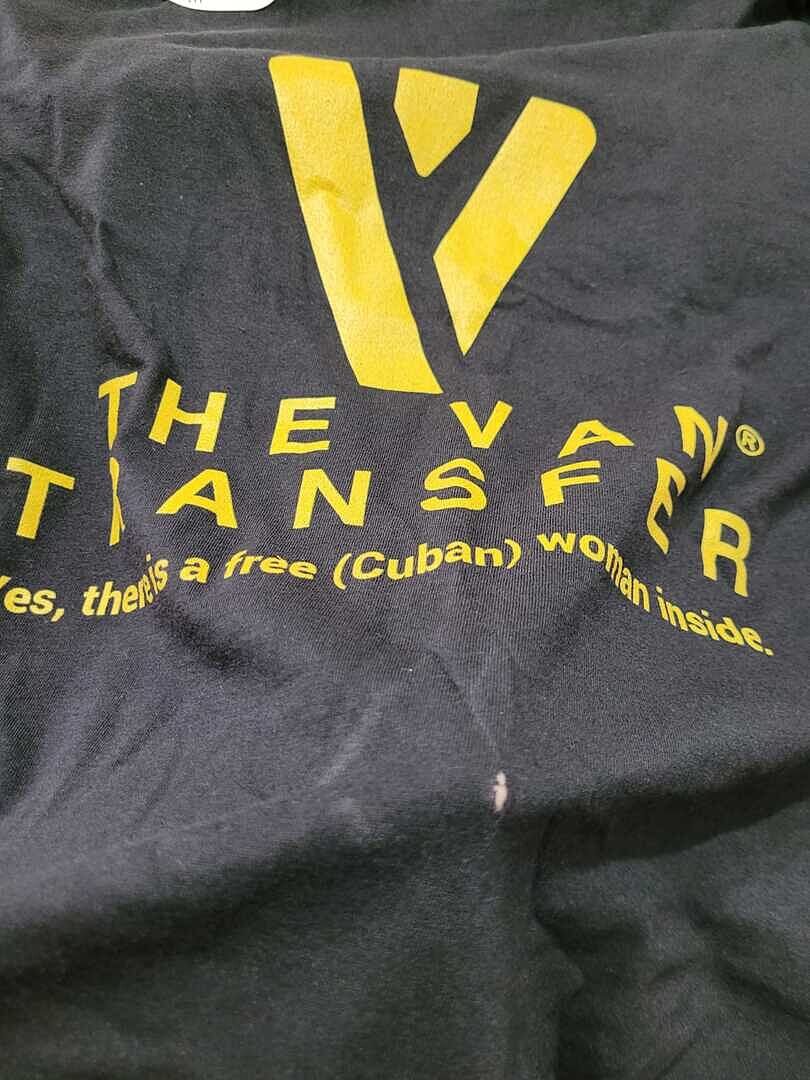 THE VAN®
TRANSFER
Yes, there is a free (Cuban) woman inside.